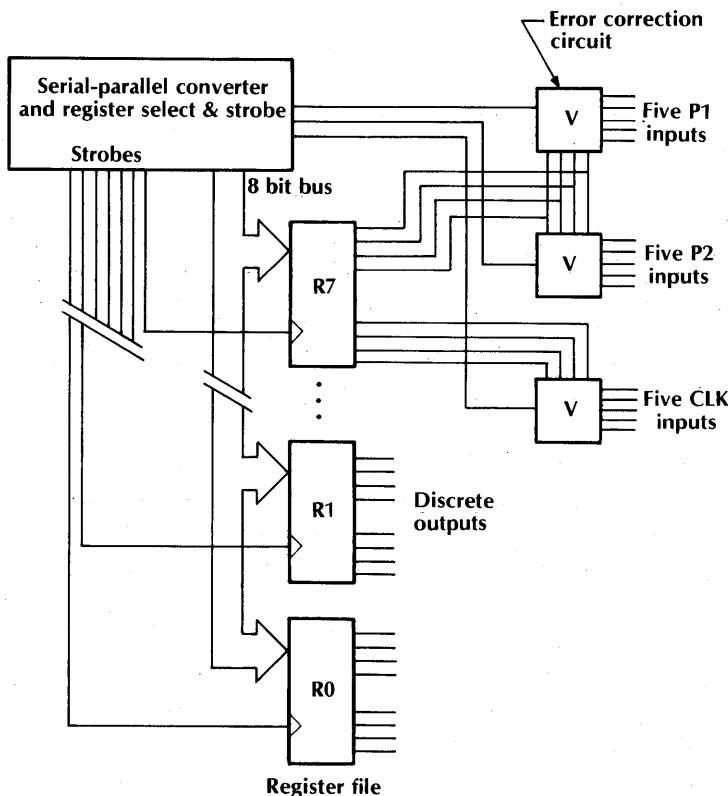 Error correction
circuit
Serial-parallel converter
and register select & strobe
Strobes
8 bit bus
V
Five P1
inputs
R7
V
Five P2
inputs
V
Five CLK
inputs
R1
Discrete
outputs
R0
Register file